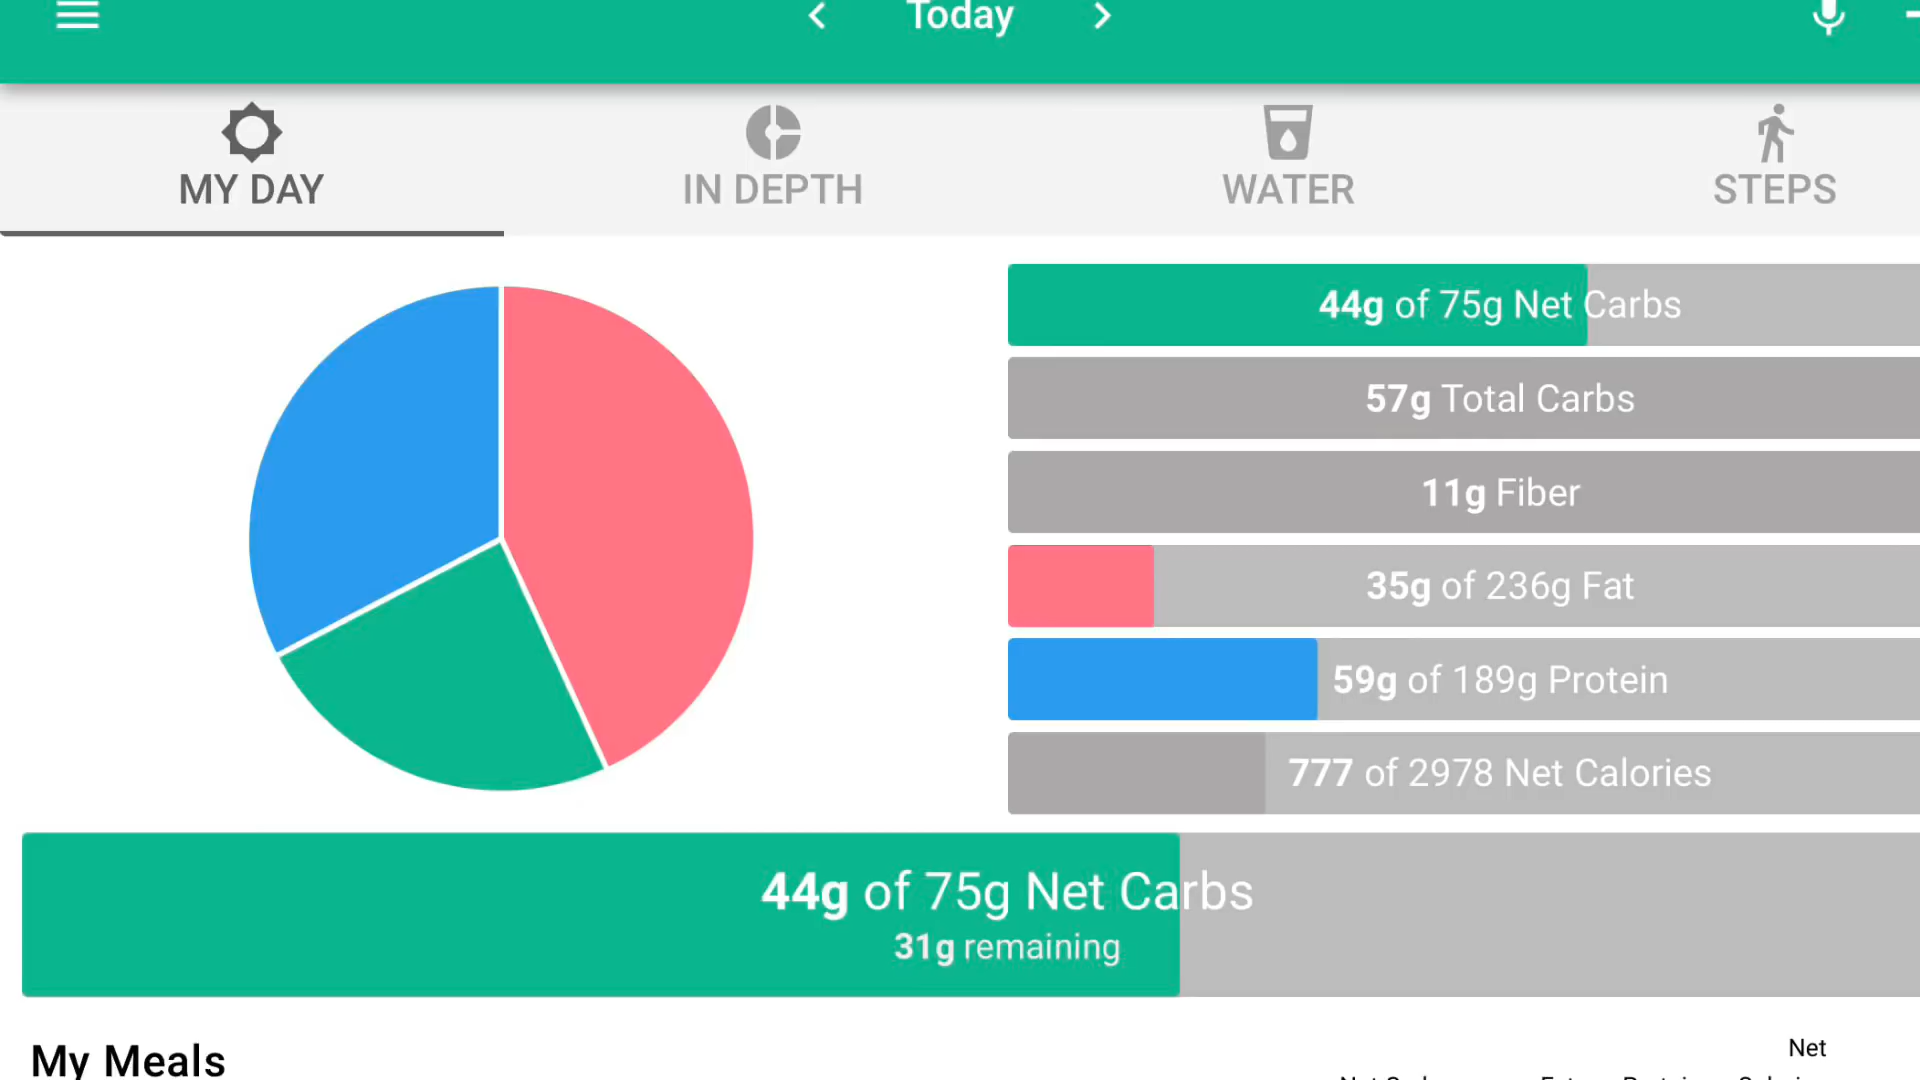 Today
MY DAY
IN DEPTH
WATER
STEPS
44g of 75g Net Carbs
57g Total Carbs
11g Fiber
35g of 236g Fat
59g of 189g Protein
777 of 2978 Net Calories
44g of 75g Net Carbs
31g remaining
My Meals
Net